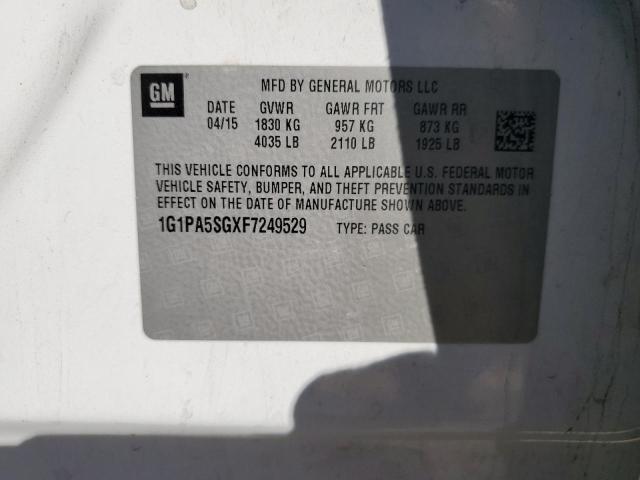 GM
MFD BY GENERAL MOTORS LLC
DATE GVWR GAWR FRT GAWR RR
04/15 1830 KG 957 KG 873 KG
4035 LB 2110 LB 1925 LB
THIS VEHICLE CONFORMS TO ALL APPLICABLE U.S. FEDERAL MOTOR
VEHICLE SAFETY, BUMPER, AND THEFT PREVENTION STANDARDS IN
EFFECT ON THE DATE OF MANUFACTURE SHOWN ABOVE.
1G1PA5SGXF7249529 TYPE: PASS CAR